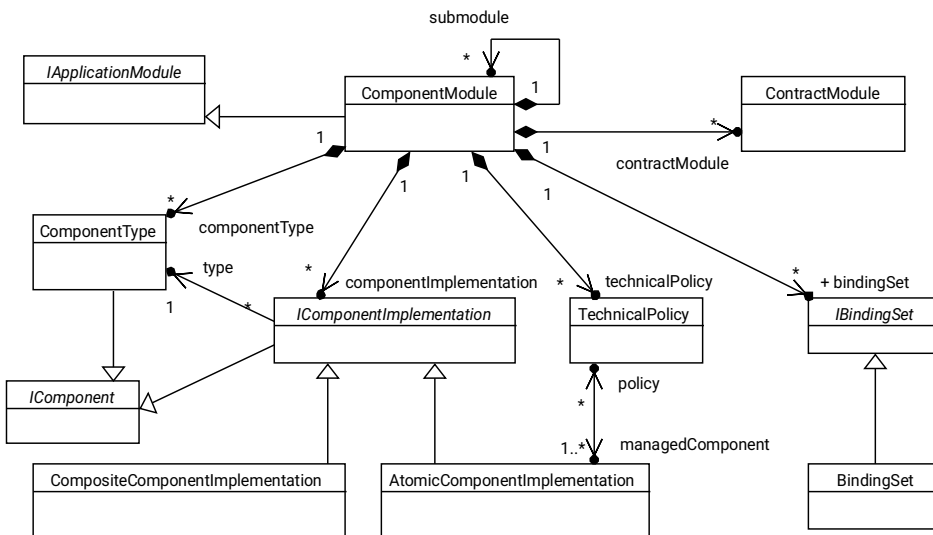 submodule
*
IApplicationModule
1
ComponentModule
ContractModule
*
1
1
1
contractModule
1
1
1
*
componentType
ComponentType
type
*
componentImplementation
*
technicalPolicy
*
+ bindingSet
1
*
IComponentImplementation
TechnicalPolicy
IBindingSet
policy
IComponent
*
1..*
managedComponent
CompositeComponentImplementation
AtomicComponentImplementation
BindingSet